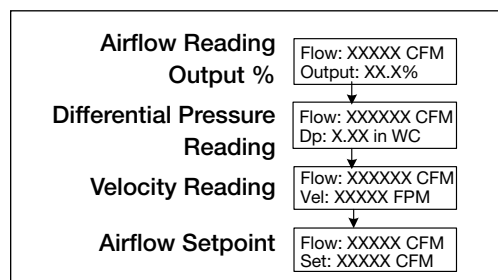 Airflow Reading
Output %
Flow: XXXXX CFM
Output: XX.X%
Differential Pressure
Reading
Flow: XXXXXX CFM
Dp: X.XX in WC
Velocity Reading
Flow: XXXXXX CFM
Vel: XXXXX FPM
Airflow Setpoint
Flow: XXXXX CFM
Set: XXXXX CFM